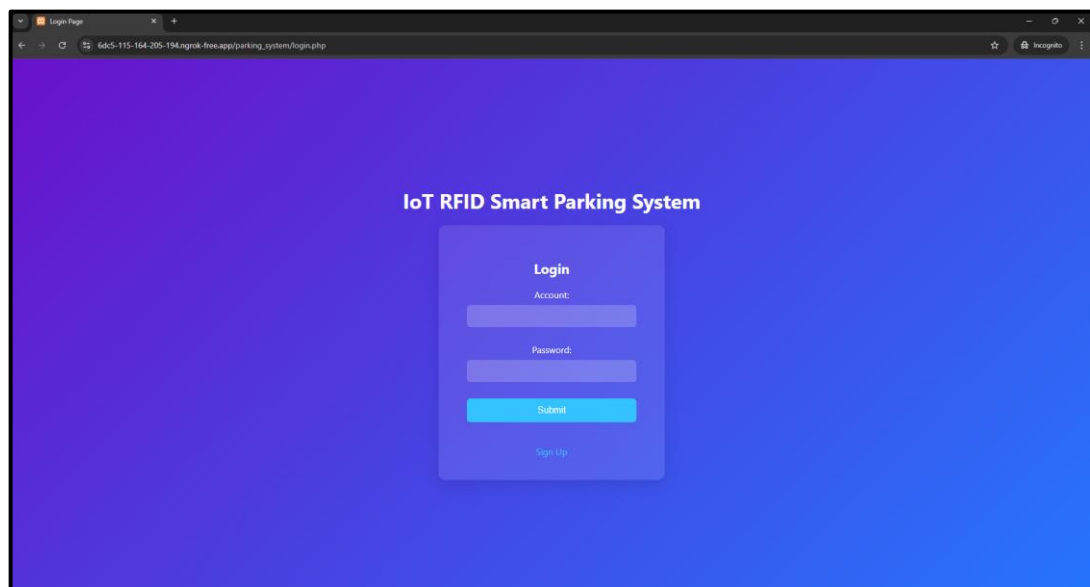 Login Page
6dc5-115-164-205-194.ngrok-free.app/parking_system/login.php
Incognito
IoT RFID Smart Parking System
Login
Account:
Password:
Submit
Sign Up